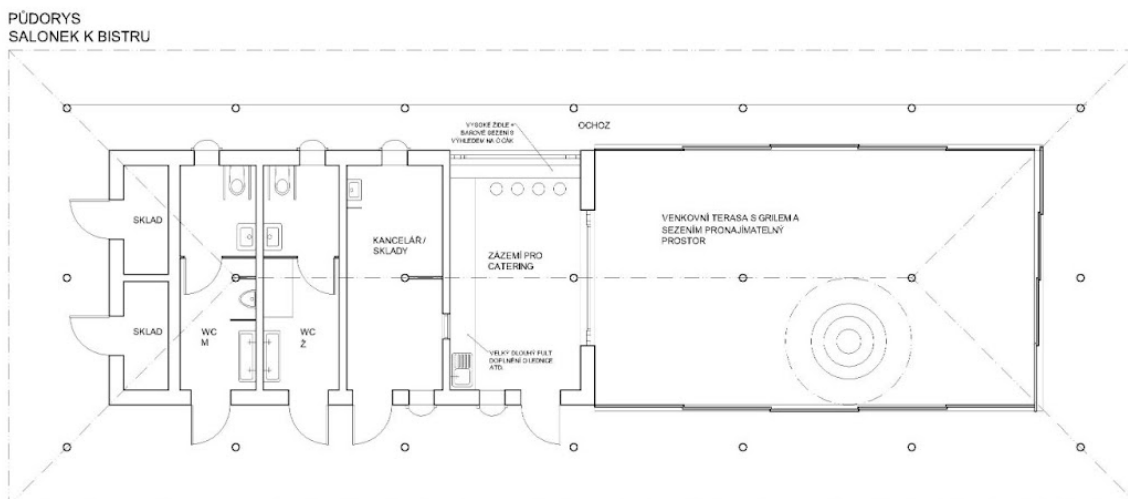 PŮDORYS
SALONEK K BISTRU
VYSOKÉ ŽIDLE +
BAROVÉ SEZENÍ S
VÝHLEDEM NA OČÁK
OCHOZ
SKLAD
KANCELÁŘ /
SKLADY
ZÁZEMÍ PRO
CATERING
VENKOVNÍ TERASA S GRILEM A
SEZENÍM PRONAJÍMATELNÝ
PROSTOR
SKLAD
WC
M
WC
Ž
VELKÝ DLOUHÝ PULT
DOPLNĚNÍ O LEDNICE
ATD.